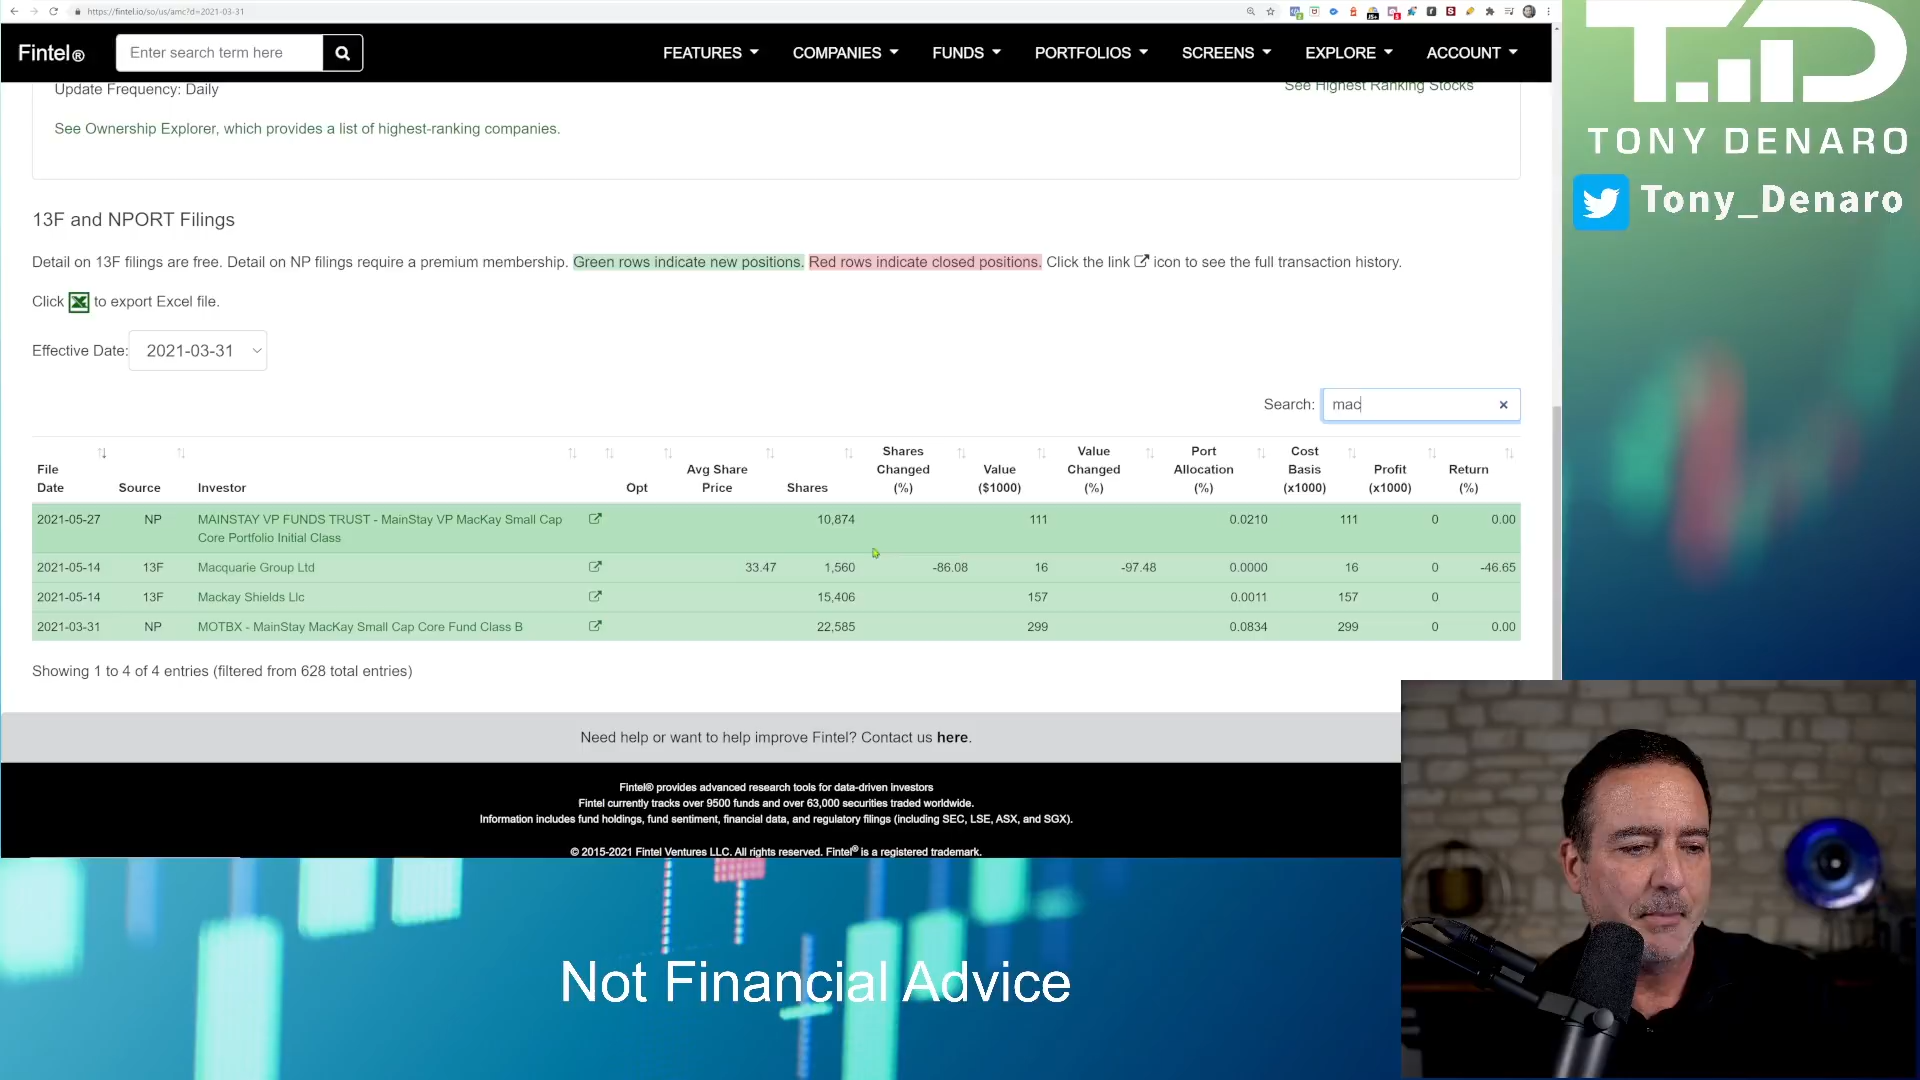 https://fintel.io/so/us/amc?d=2021-03-31
Fintel®
Enter search term here
FEATURES
COMPANIES
FUNDS
PORTFOLIOS
SCREENS
EXPLORE
ACCOUNT
Update Frequency: Daily
See Highest Ranking Stocks
See Ownership Explorer, which provides a list of highest-ranking companies.
13F and NPORT Filings
Detail on 13F filings are free. Detail on NP filings require a premium membership. Green rows indicate new positions. Red rows indicate closed positions. Click the link icon to see the full transaction history.
Click to export Excel file.
Effective Date: 2021-03-31
Search: mac
File Date Source Investor Opt Avg Share Price Shares Shares Changed (%) Value ($1000) Value Changed (%) Port Allocation (%) Cost Basis (x1000) Profit (x1000) Return (%)
2021-05-27 NP MAINSTAY VP FUNDS TRUST - MainStay VP MacKay Small Cap Core Portfolio Initial Class 10,874 111 0.0210 111 0 0.00
2021-05-14 13F Macquarie Group Ltd 33.47 1,560 -86.08 16 -97.48 0.0000 16 0 -46.65
2021-05-14 13F Mackay Shields Llc 15,406 157 0.0011 157 0
2021-03-31 NP MOTBX - MainStay MacKay Small Cap Core Fund Class B 22,585 299 0.0834 299 0 0.00
Showing 1 to 4 of 4 entries (filtered from 628 total entries)
Need help or want to help improve Fintel? Contact us here.
Fintel® provides advanced research tools for data-driven investors
Fintel currently tracks over 9500 funds and over 63,000 securities traded worldwide.
Information includes fund holdings, fund sentiment, financial data, and regulatory filings (including SEC, LSE, ASX, and SGX).
© 2015-2021 Fintel Ventures LLC. All rights reserved. Fintel® is a registered trademark.
Not Financial Advice
TD
TONY DENARO
Tony_Denaro